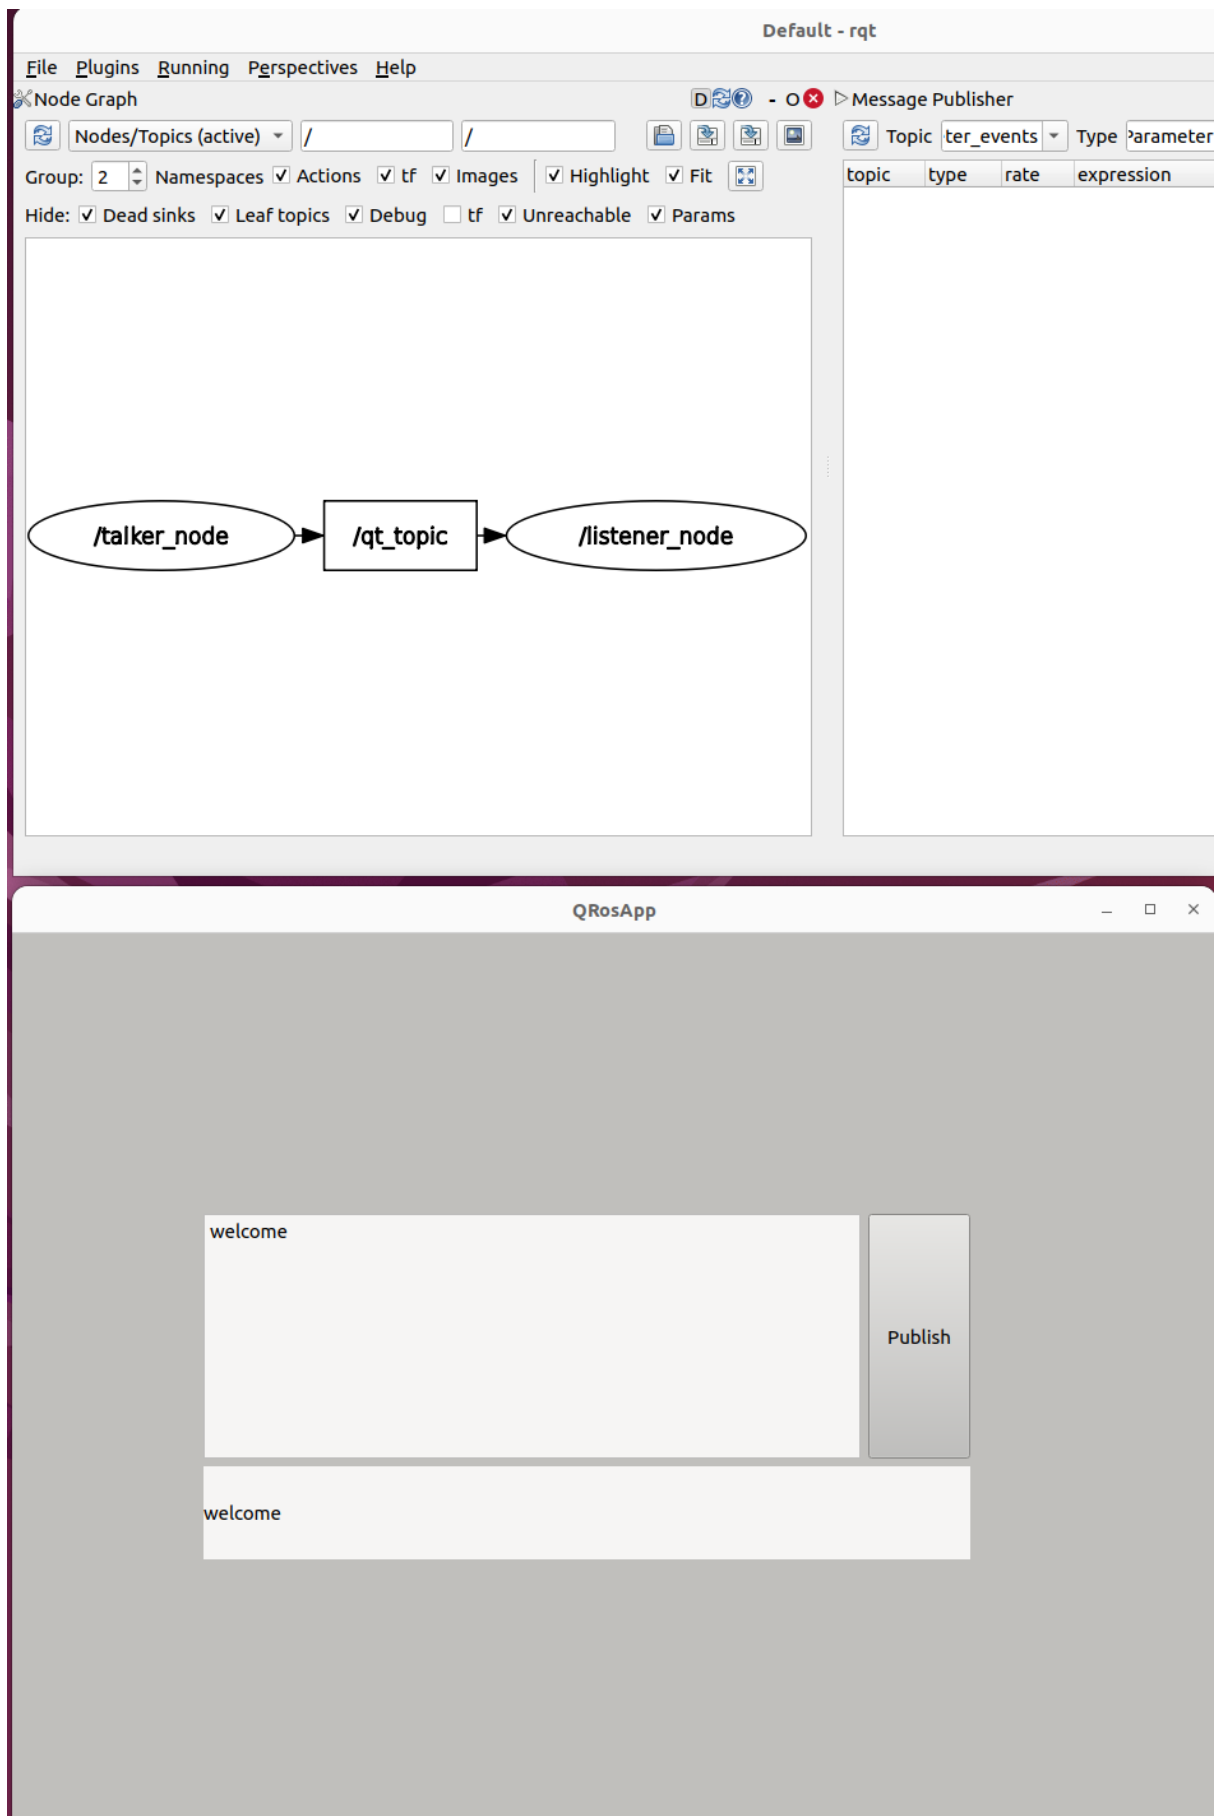 Default - rqt
File Plugins Running Perspectives Help
Node Graph D ? - O
Nodes/Topics (active) / /
Group: 2 Namespaces Actions tf Images Highlight Fit
Hide: Dead sinks Leaf topics Debug tf Unreachable Params
/talker_node /qt_topic /listener_node
Message Publisher
Topic ter_events Type Parameter
topic type rate expression
QRosApp
welcome
Publish
welcome